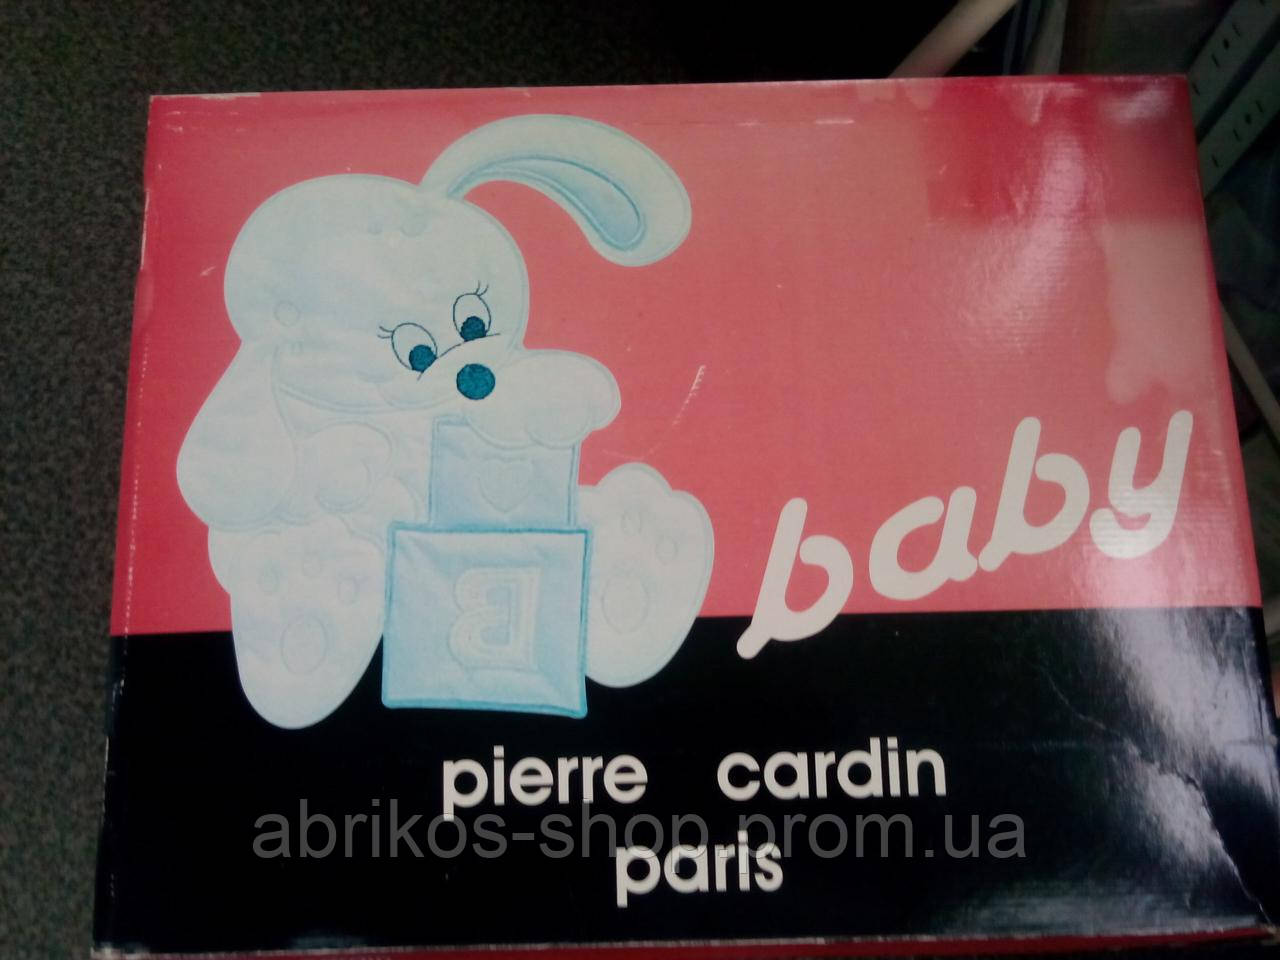 baby
B
pierre cardin
abrikos-shop.prom.ua
paris